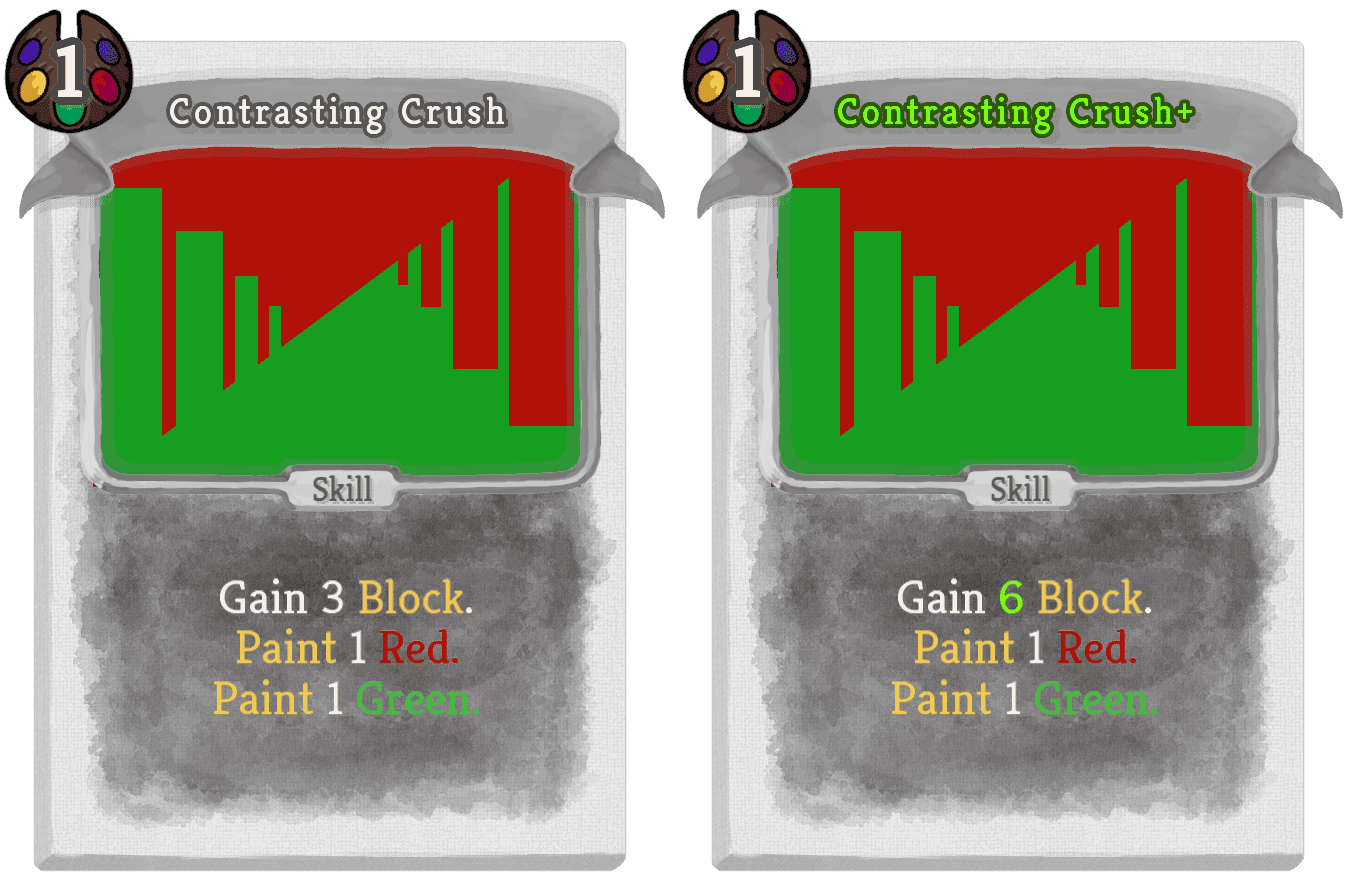 1
Contrasting Crush
Skill
Gain 3 Block.
Paint 1 Red.
Paint 1 Green.
1
Contrasting Crush+
Skill
Gain 6 Block.
Paint 1 Red.
Paint 1 Green.